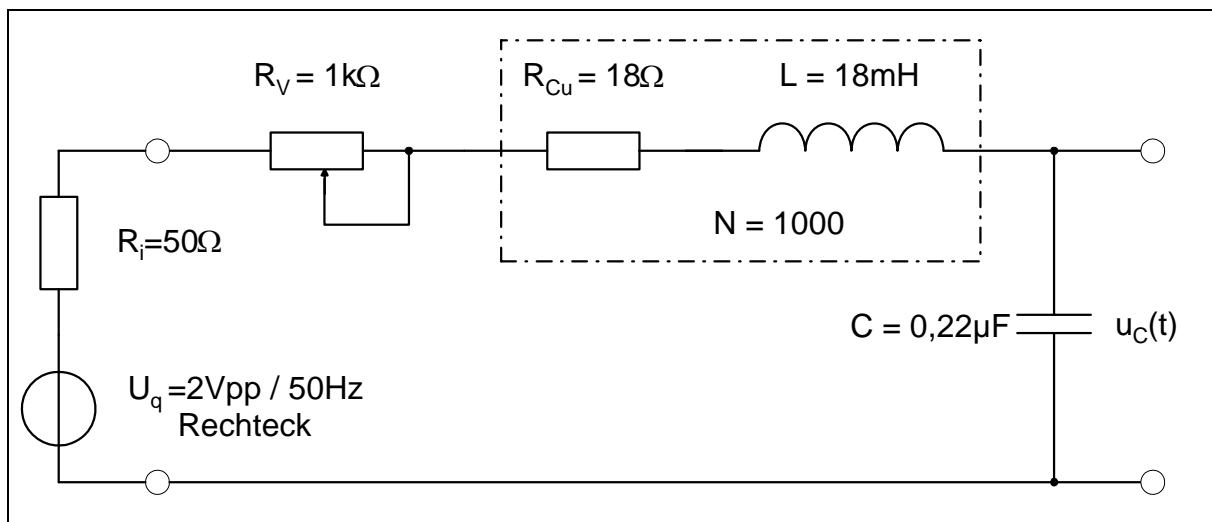 R_V = 1kΩ
R_Cu = 18Ω
L = 18mH
R_i=50Ω
N = 1000
C = 0,22µF
u_C(t)
U_q =2Vpp / 50Hz
Rechteck